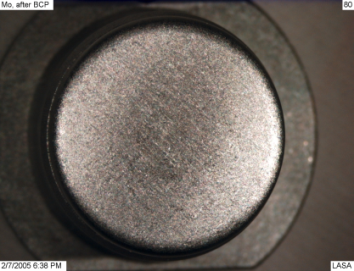 Mo. after BCP
80
2/7/2005 6:38 PM
LASA